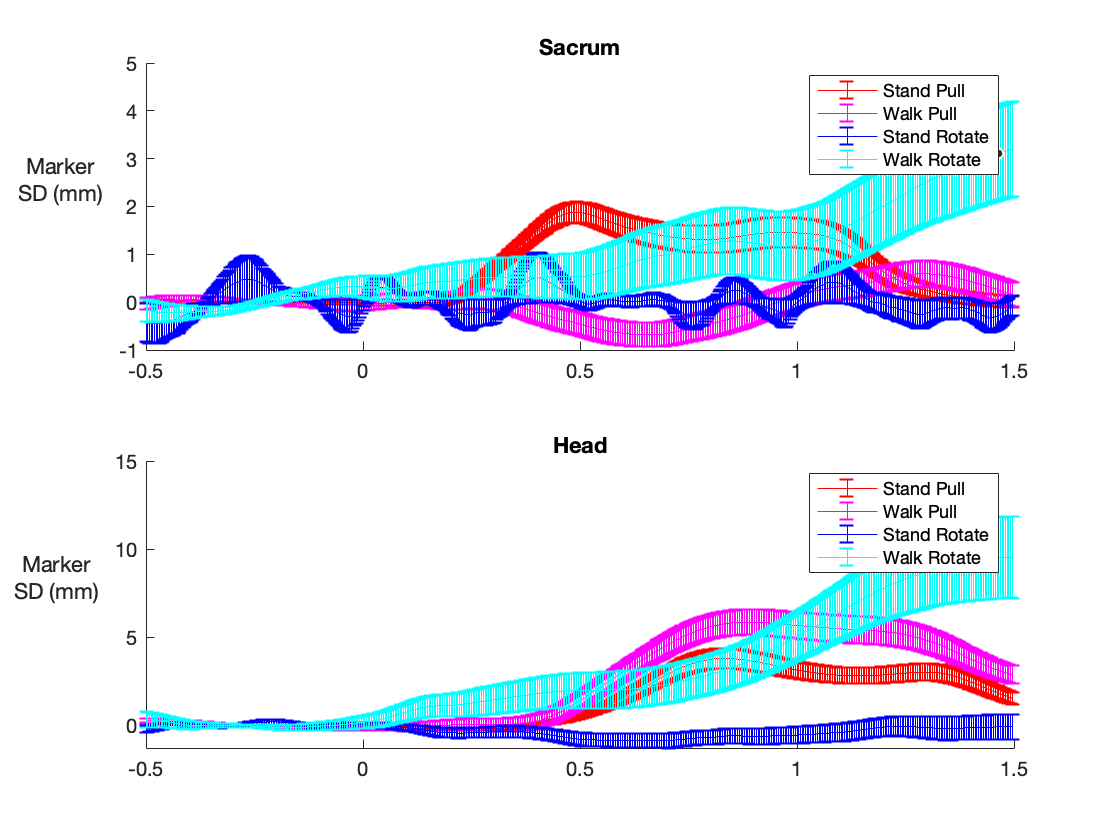 Sacrum
5
4
3
2
1
0
-1
Marker
SD (mm)
Stand Pull
Walk Pull
Stand Rotate
Walk Rotate
-0.5 0 0.5 1 1.5
Head
15
10
5
0
Marker
SD (mm)
Stand Pull
Walk Pull
Stand Rotate
Walk Rotate
-0.5 0 0.5 1 1.5